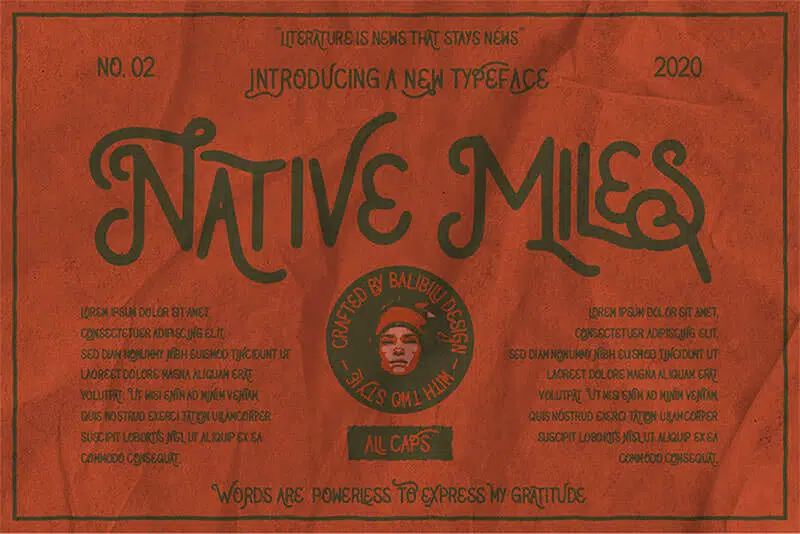 "LITERATURE IS NEWS THAT STAYS NEWS"
NO. 02
INTRODUCING A NEW TYPEFACE
2020
NATIVE MILES
CRAFTED BY BALIBILLY DESIGN
– WITH TWO STYLE –
LOREM IPSUM DOLOR SIT AMET,
CONSECTETUER ADIPISCING ELIT,
SED DIAM NONUMMY NIBH EUISMOD TINCIDUNT UT
LAOREET DOLORE MAGNA ALIQUAM ERAT
VOLUTPAT. UT WISI ENIM AD MINIM VENIAM,
QUIS NOSTRUD EXERCI TATION ULLAMCORPER
SUSCIPIT LOBORTIS NISL UT ALIQUIP EX EA
COMMODO CONSEQUAT.
LOREM IPSUM DOLOR SIT AMET,
CONSECTETUER ADIPISCING ELIT,
SED DIAM NONUMMY NIBH EUISMOD TINCIDUNT UT
LAOREET DOLORE MAGNA ALIQUAM ERAT
VOLUTPAT. UT WISI ENIM AD MINIM VENIAM,
QUIS NOSTRUD EXERCI TATION ULLAMCORPER
SUSCIPIT LOBORTIS NISL UT ALIQUIP EX EA
COMMODO CONSEQUAT.
ALL CAPS
WORDS ARE POWERLESS TO EXPRESS MY GRATITUDE